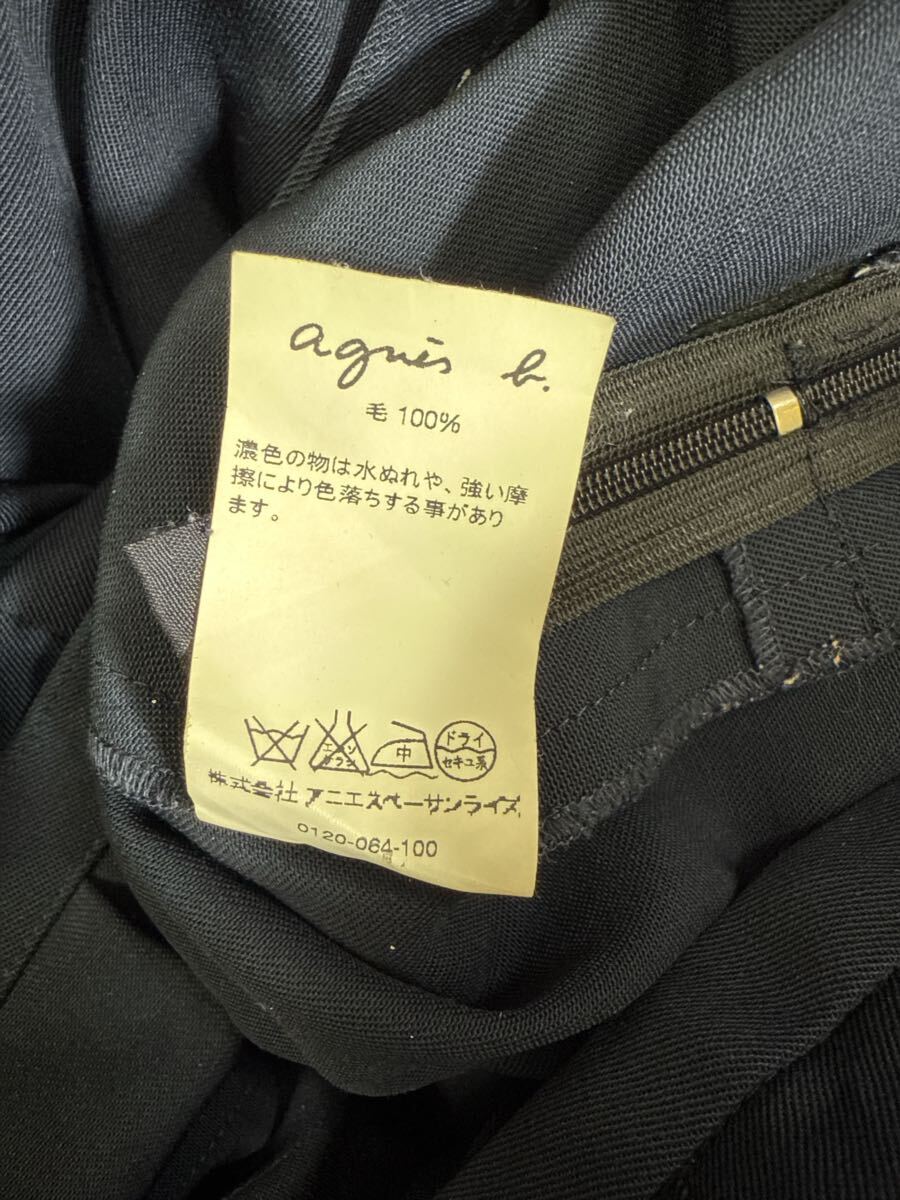 agnès b.
毛 100%
濃色の物は水ぬれや、強い摩
擦により色落ちする事があり
ます。
エンソ
サラシ
中
ドライ
セキユ系
株式会社 アニエスベーサンライズ
0120-064-100